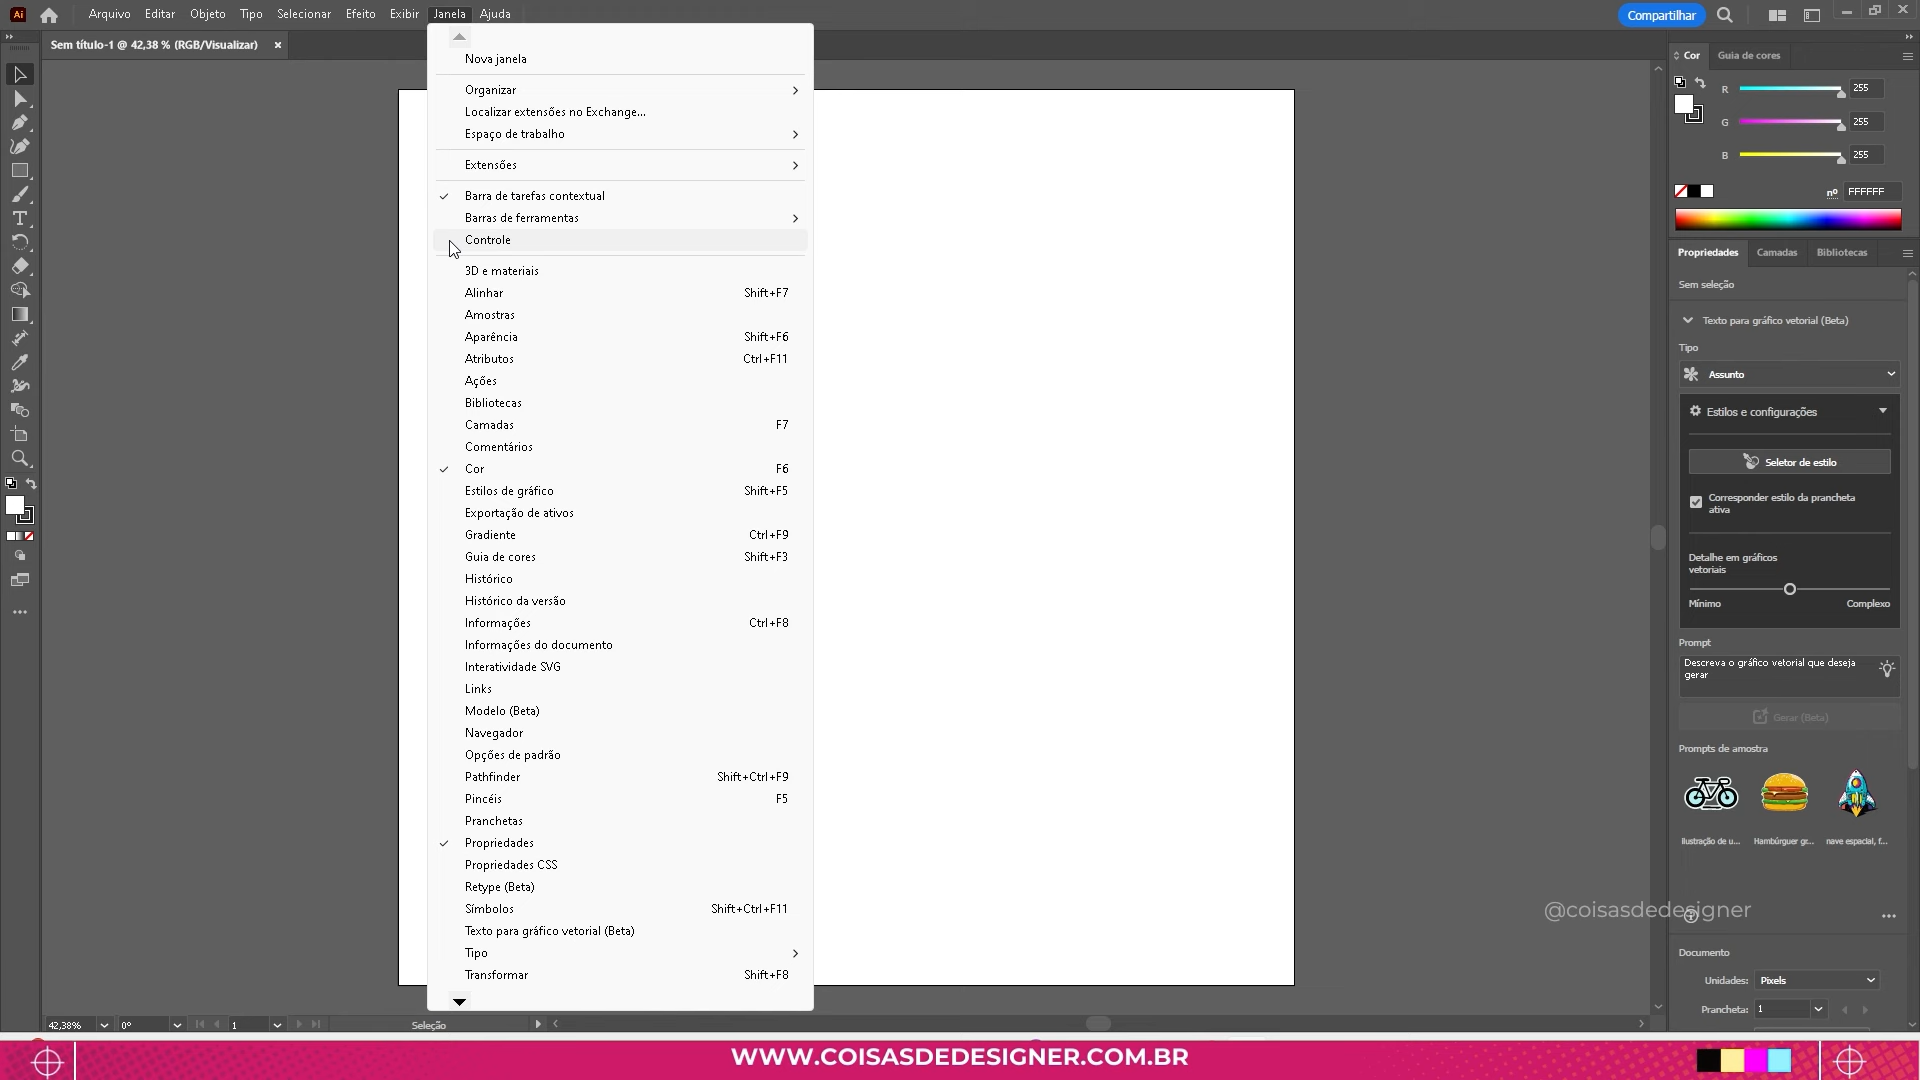 Ai Arquivo Editar Objeto Tipo Selecionar Efeito Exibir Janela Ajuda Compartilhar
Sem título-1 @ 42,38 % (RGB/Visualizar) ×
Nova janela
Organizar
Localizar extensões no Exchange...
Espaço de trabalho
Extensões
Barra de tarefas contextual
Barras de ferramentas
Controle
3D e materiais
Alinhar Shift+F7
Amostras
Aparência Shift+F6
Atributos Ctrl+F11
Ações
Bibliotecas
Camadas F7
Comentários
Cor F6
Estilos de gráfico Shift+F5
Exportação de ativos
Gradiente Ctrl+F9
Guia de cores Shift+F3
Histórico
Histórico da versão
Informações Ctrl+F8
Informações do documento
Interatividade SVG
Links
Modelo (Beta)
Navegador
Opções de padrão
Pathfinder Shift+Ctrl+F9
Pincéis F5
Pranchetas
Propriedades
Propriedades CSS
Retype (Beta)
Símbolos Shift+Ctrl+F11
Texto para gráfico vetorial (Beta)
Tipo
Transformar Shift+F8
Cor Guia de cores
R 255
G 255
B 255
nº FFFFFF
Propriedades Camadas Bibliotecas
Sem seleção
Texto para gráfico vetorial (Beta)
Tipo
Assunto
Estilos e configurações
Seletor de estilo
Corresponder estilo da prancheta
ativa
Detalhe em gráficos
vetoriais
Mínimo Complexo
Prompt
Descreva o gráfico vetorial que deseja
gerar
Gerar (Beta)
Prompts de amostra
Ilustração de u... Hambúrguer gr... nave espacial, f...
@coisasdedesigner
Documento
Unidades: Pixels
Prancheta: 1
42,38% 0° 1 Seleção
WWW.COISASDEDESIGNER.COM.BR